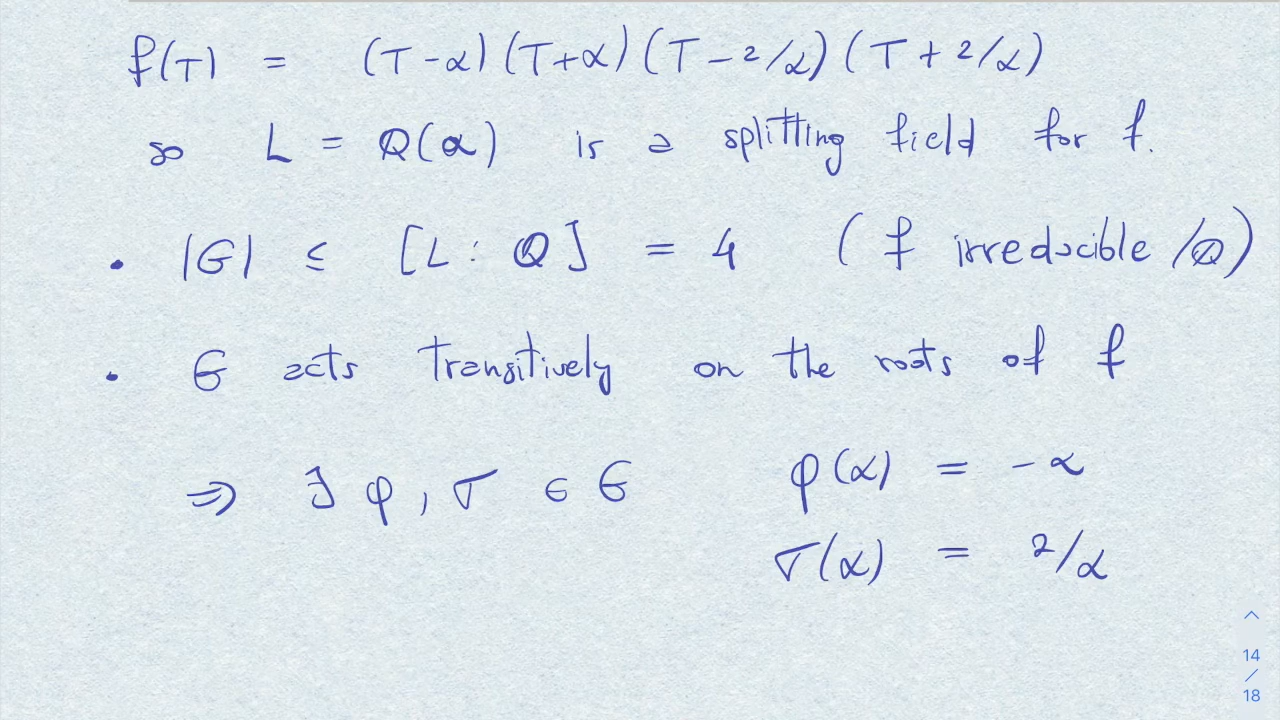 f(T) = (T-α)(T+α)(T-2/α)(T+2/α)
so L = ℚ(α) is a splitting field for f.
• |G| ≤ [L : ℚ] = 4 (f irreducible /ℚ)
• G acts transitively on the roots of f
⇒ ∃ φ, σ ∈ G φ(α) = -α
σ(α) = 2/α
14
/
18